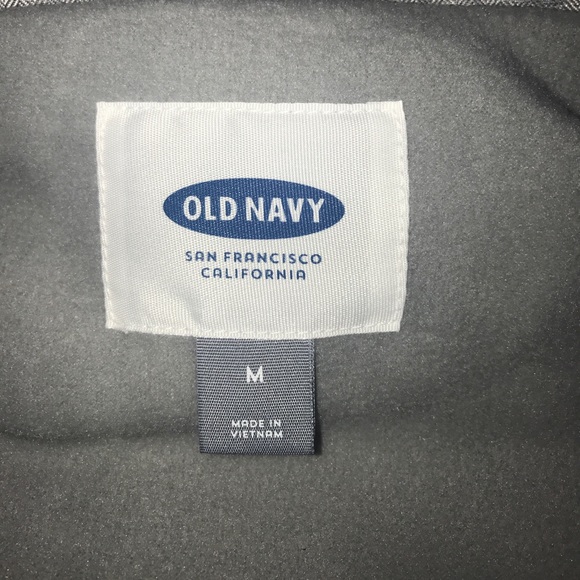 OLD NAVY
SAN FRANCISCO
CALIFORNIA
M
MADE IN
VIETNAM